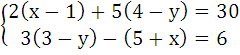 2(x − 1) + 5(4 − y) = 30
3(3 − y) − (5 + x) = 6